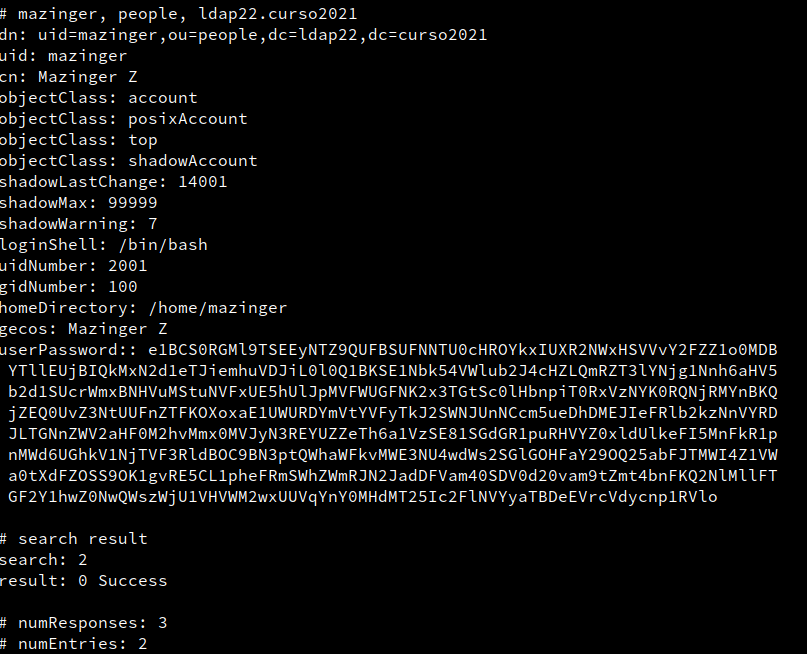 # mazinger, people, ldap22.curso2021
dn: uid=mazinger,ou=people,dc=ldap22,dc=curso2021
uid: mazinger
cn: Mazinger Z
objectClass: account
objectClass: posixAccount
objectClass: top
objectClass: shadowAccount
shadowLastChange: 14001
shadowMax: 99999
shadowWarning: 7
loginShell: /bin/bash
uidNumber: 2001
gidNumber: 100
homeDirectory: /home/mazinger
gecos: Mazinger Z
userPassword:: e1BCS0RGMl9TSEEyNTZ9QUFBSUFNNTU0cHROYkxIUXR2NWxHSVVvY2FZZ1o0MDB
YTllEUjBIQkMxN2d1eTJiemhuVDJiL0l0Q1BKSE1Nbk54VWlub2J4cHZLQmRZT3lYNjg1Nnh6aHV5
b2d1SUcrWmxBNHVuMStuNVFxUE5hUlJpMVFWUGFNK2x3TGtSc0lHbnpiT0RxVzNYK0RQNjRMYnBKQ
jZEQ0UvZ3NtUUFnZTFKOXoxaE1UWURDYmVtYVFyTkJ2SWNJUnNCcm5ueDhDMEJIeFRlb2kzNnVYRD
JLTGNnZWV2aHF0M2hvMmx0MVJyN3REYUZZeTh6a1VzSE81SGdGR1puRHVYZ0xldUlkeFI5MnFkR1p
nMWd6UGhkV1NjTVF3RldBOC9BN3ptQWhaWFkvMWE3NU4wdWs2SGlGOHFaY29OQ25abFJTMWI4Z1VW
a0tXdFZOSS9OK1gvRE5CL1pheFRmSWhZWmRJN2JadDFVam40SDV0d20vam9tZmt4bnFKQ2NlMllFT
GF2Y1hwZ0NwQWszWjU1VHVWM2wxUUVqYnY0MHdMT25Ic2FlNVYyaTBDeEVrcVdycnp1RVlo
# search result
search: 2
result: 0 Success
# numResponses: 3
# numEntries: 2